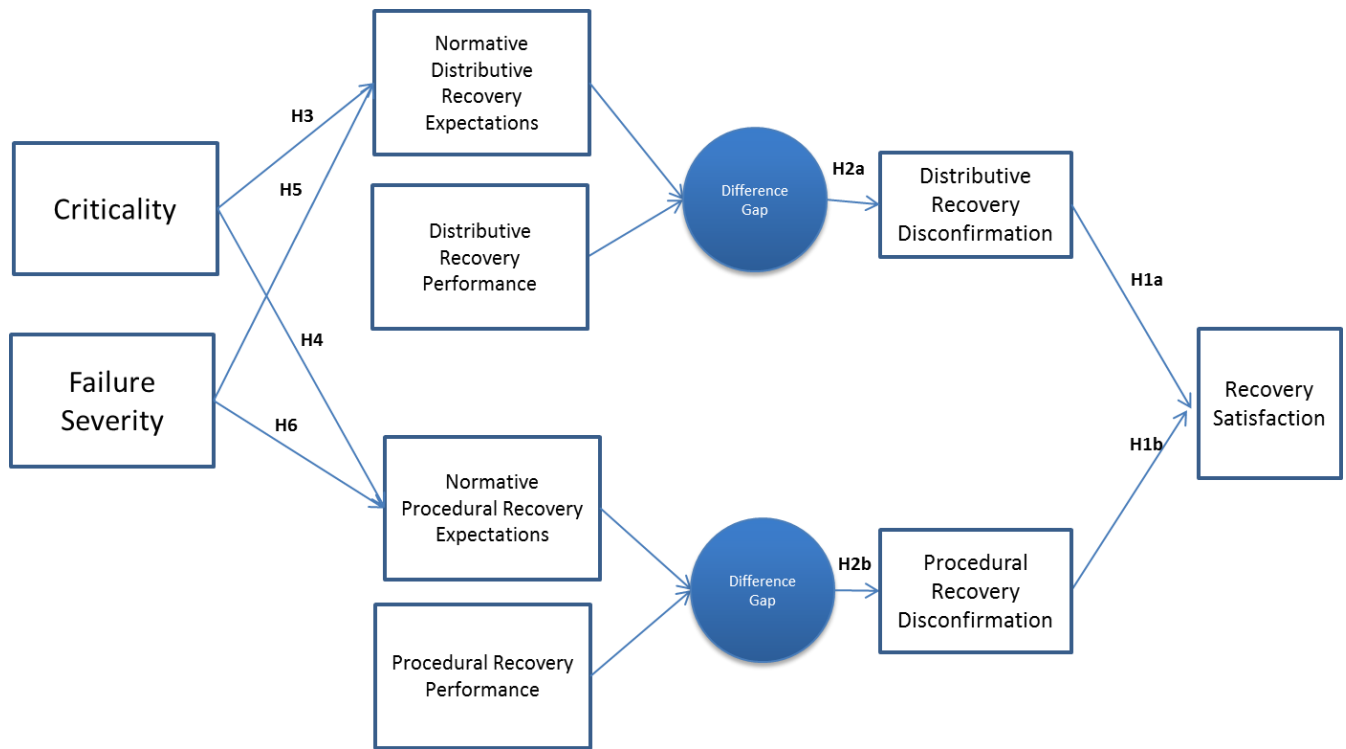 Normative
Distributive
Recovery
Expectations
H3
Criticality
H5
Distributive
Recovery
Performance
Difference
Gap
H2a
Distributive
Recovery
Disconfirmation
H1a
Failure
Severity
H4
H6
Recovery
Satisfaction
H1b
Normative
Procedural Recovery
Expectations
Difference
Gap
H2b
Procedural
Recovery
Disconfirmation
Procedural Recovery
Performance